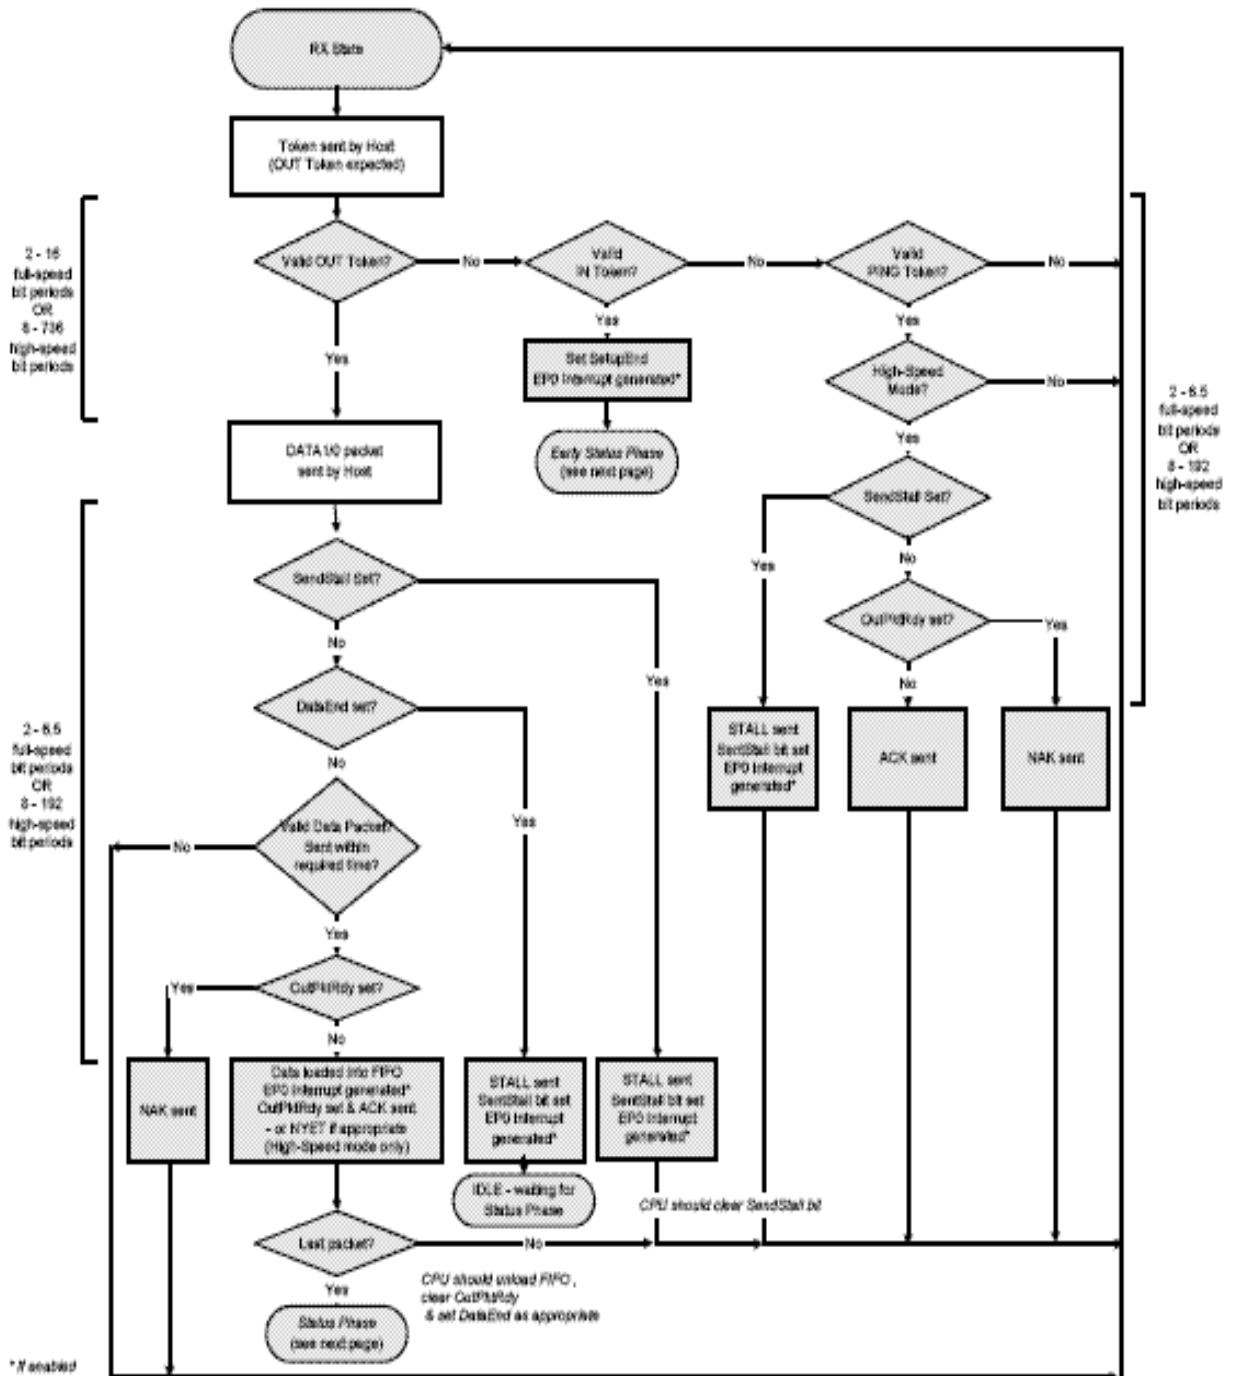 RX State
Token sent by Host
(OUT Token expected)
2 - 16
full-speed
bit periods
OR
8 - 736
high-speed
bit periods
Valid OUT Token?
No
Valid
IN Token?
No
Valid
PING Token?
No
Yes
Yes
Yes
Set SetupEnd
EP0 Interrupt generated*
High-Speed
Mode?
No
2 - 6.5
full-speed
bit periods
OR
8 - 192
high-speed
bit periods
DATA1/0 packet
sent by Host
Early Status Phase
(see next page)
Yes
SendStall Set?
Yes
No
SendStall Set?
No
Yes
OutPktRdy set?
Yes
No
DataEnd set?
No
Yes
STALL sent
SentStall bit set
EP0 Interrupt
generated*
ACK sent
NAK sent
2 - 6.5
full-speed
bit periods
OR
8 - 192
high-speed
bit periods
Valid Data Packet?
Sent within
required time?
No
Yes
OutPktRdy set?
Yes
No
NAK sent
Data loaded into FIFO
EP0 Interrupt generated*
OutPktRdy set & ACK sent
- or NYET if appropriate
(High-Speed mode only)
STALL sent
SentStall bit set
EP0 Interrupt
generated*
STALL sent
SentStall bit set
EP0 Interrupt
generated*
IDLE - waiting for
Status Phase
CPU should clear SendStall bit
Last packet?
No
Yes
CPU should unload FIFO ,
clear OutPktRdy
& set DataEnd as appropriate
Status Phase
(see next page)
* If enabled